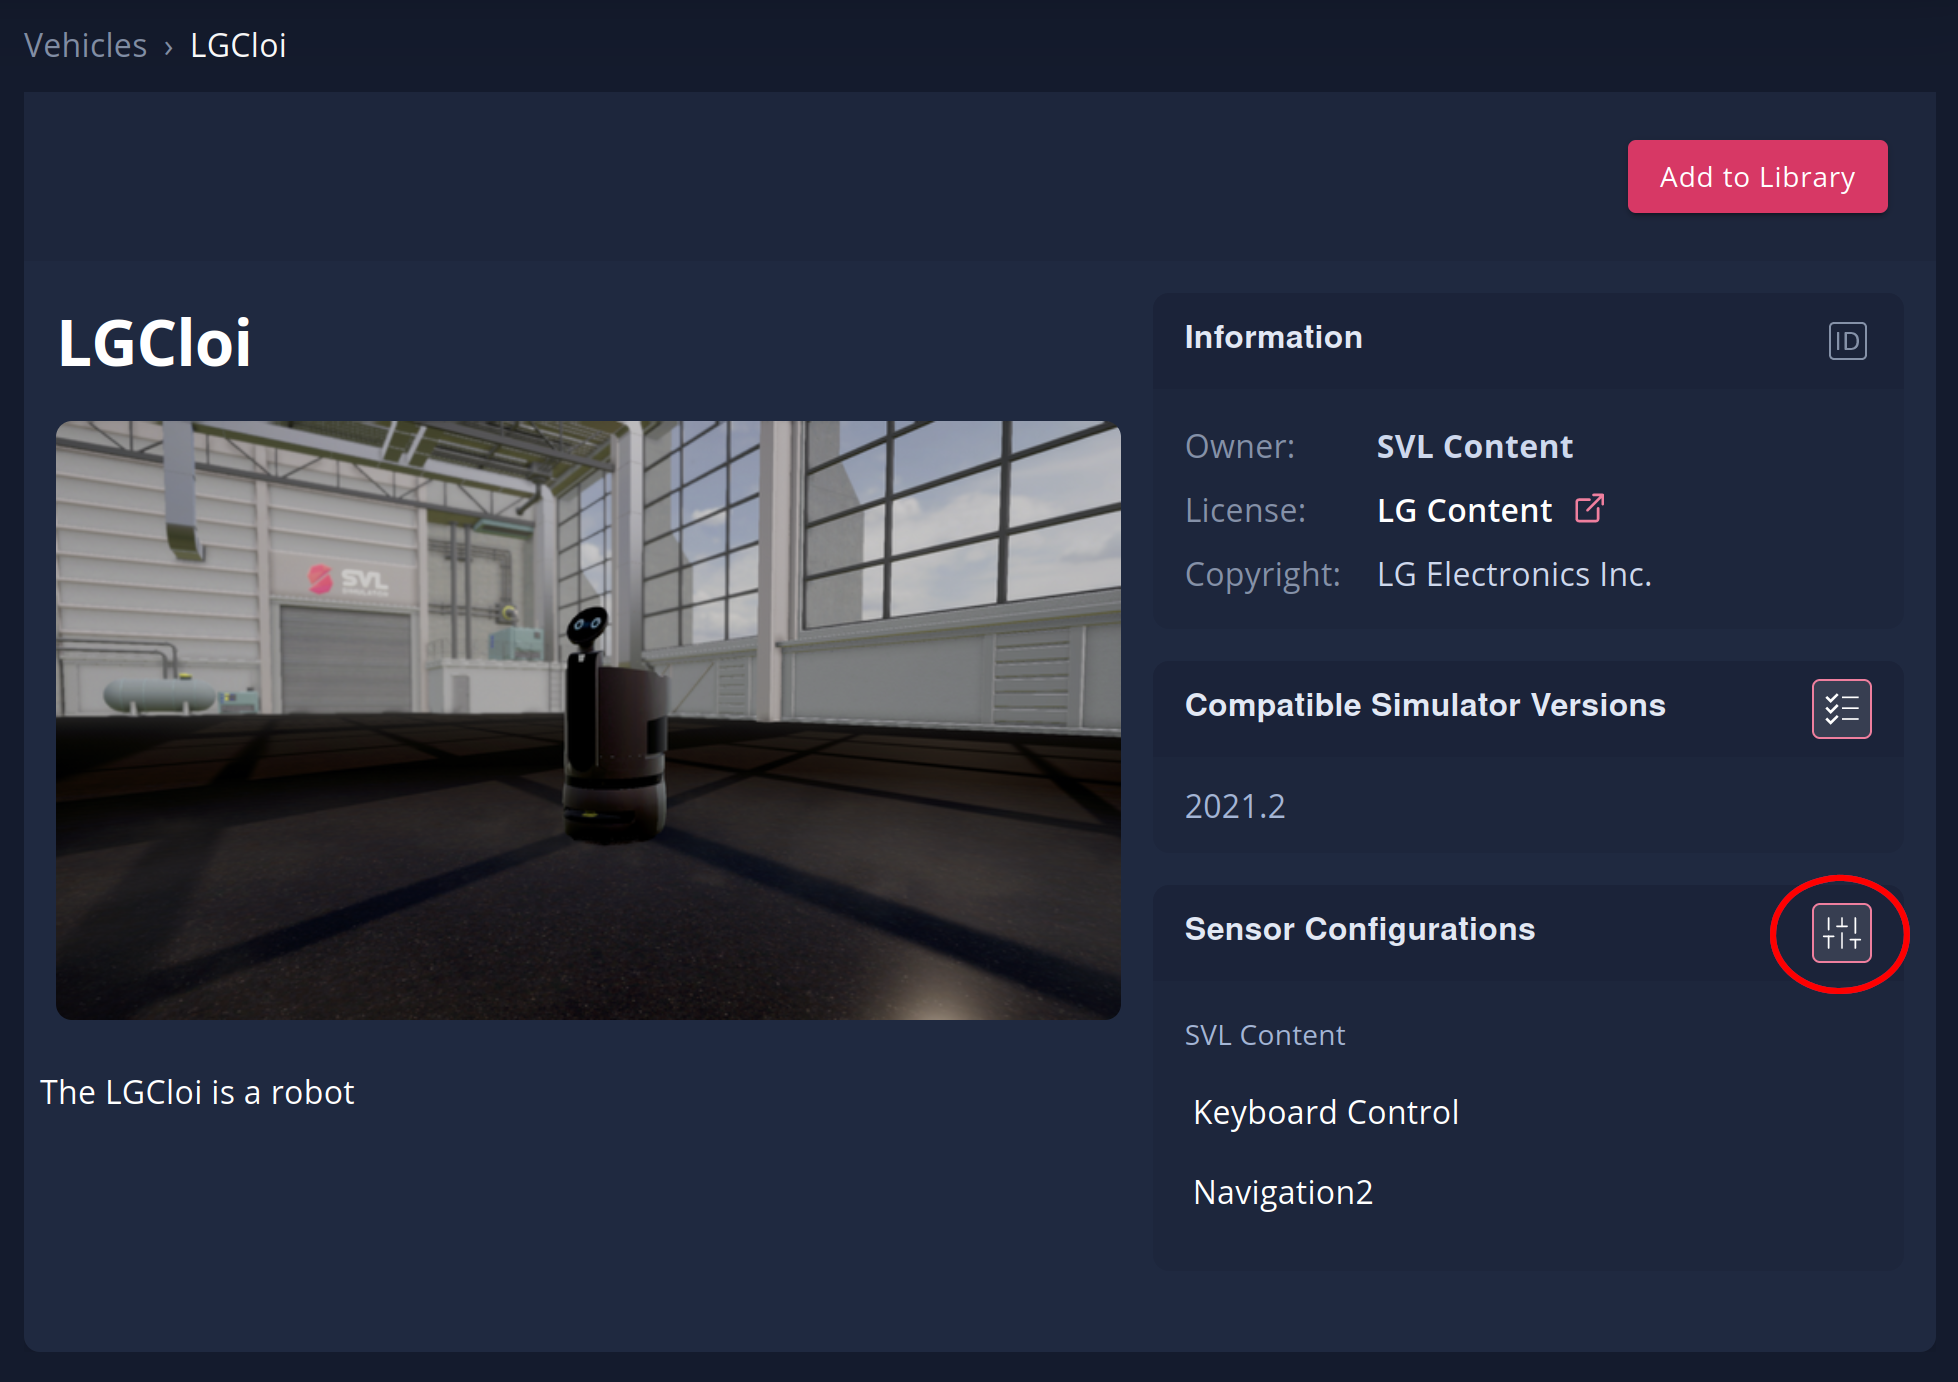 Vehicles › LGCloi
Add to Library
LGCloi
SVL
SIMULATOR
The LGCloi is a robot
Information
ID
Owner: SVL Content
License: LG Content
Copyright: LG Electronics Inc.
Compatible Simulator Versions
2021.2
Sensor Configurations
SVL Content
Keyboard Control
Navigation2